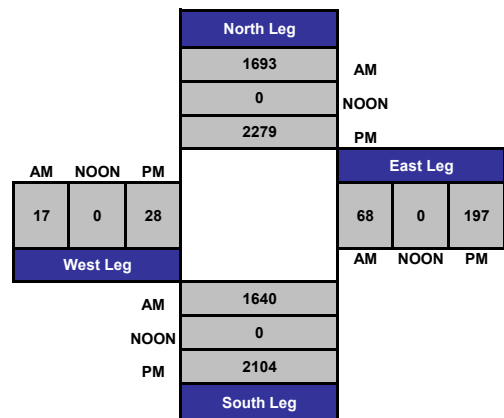 North Leg
1693 AM
0 NOON
2279 PM
AM NOON PM
East Leg
17 0 28
68 0 197
West Leg
AM NOON PM
AM 1640
NOON 0
PM 2104
South Leg